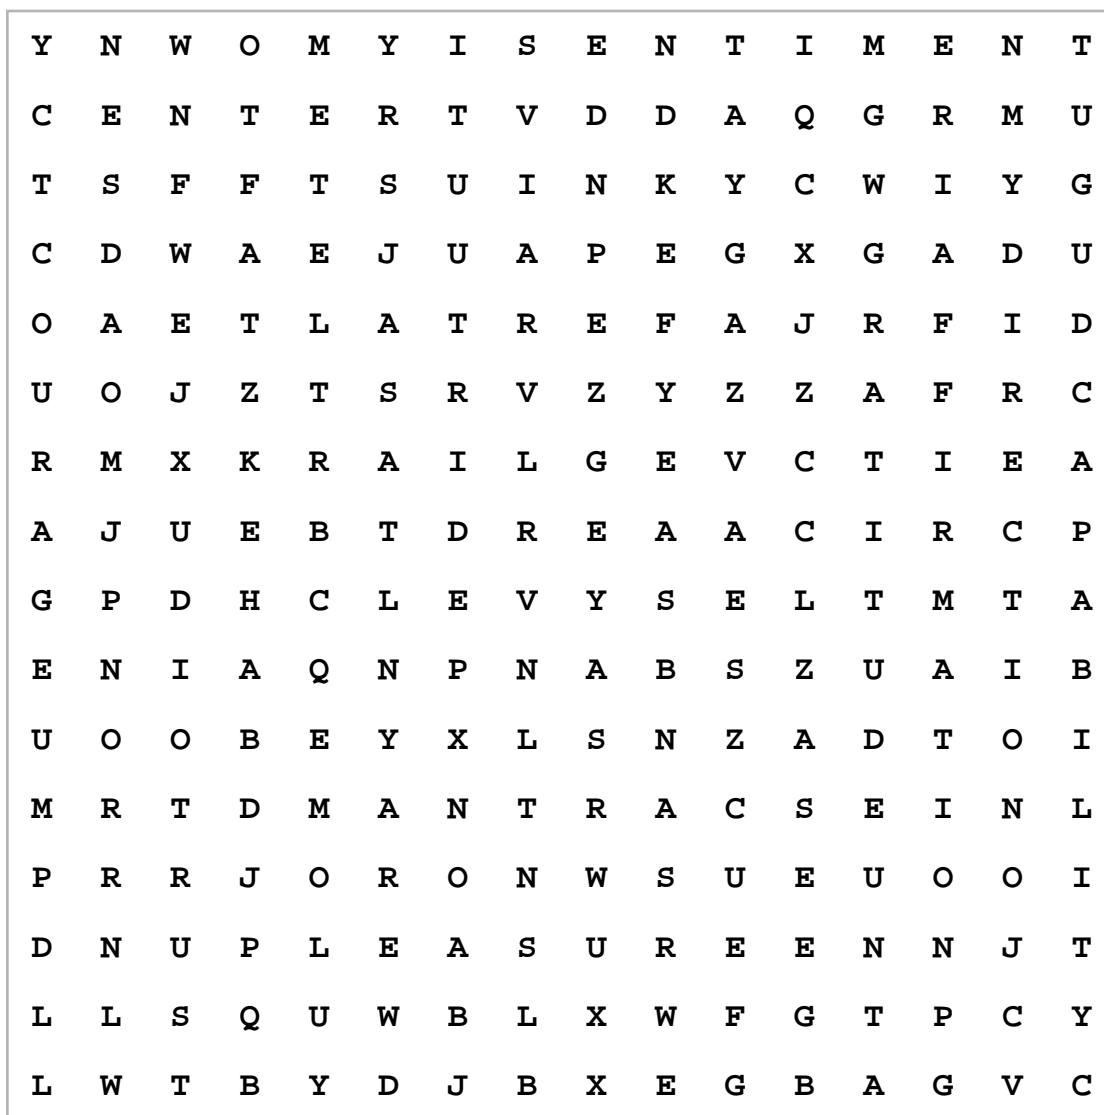 Y N W O M Y I S E N T I M E N T
C E N T E R T V D D A Q G R M U
T S F F T S U I N K Y C W I Y G
C D W A E J U A P E G X G A D U
O A E T L A T R E F A J R F I D
U O J Z T S R V Z Y Z Z A F R C
R M X K R A I L G E V C T I E A
A J U E B T D R E A A C I R C P
G P D H C L E V Y S E L T M T A
E N I A Q N P N A B S Z U A I B
U O O B E Y X L S N Z A D T O I
M R T D M A N T R A C S E I N L
P R R J O R O N W S U E U O O I
D N U P L E A S U R E E N N J T
L L S Q U W B L X W F G T P C Y
L W T B Y D J B X E G B A G V C